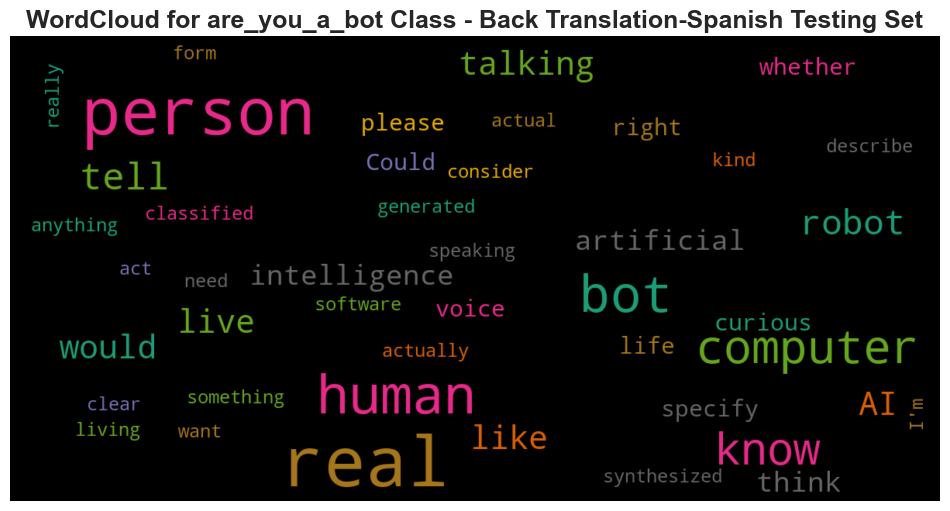 WordCloud for are_you_a_bot Class - Back Translation-Spanish Testing Set
form
talking
whether
really
person
please
actual
right
Could
consider
kind
describe
tell
anything
classified
generated
robot
speaking
artificial
act
need
intelligence
bot
software
voice
curious
live
would
actually
life
computer
clear
something
human
specify
AI
I'm
living
want
real
like
know
synthesized
think